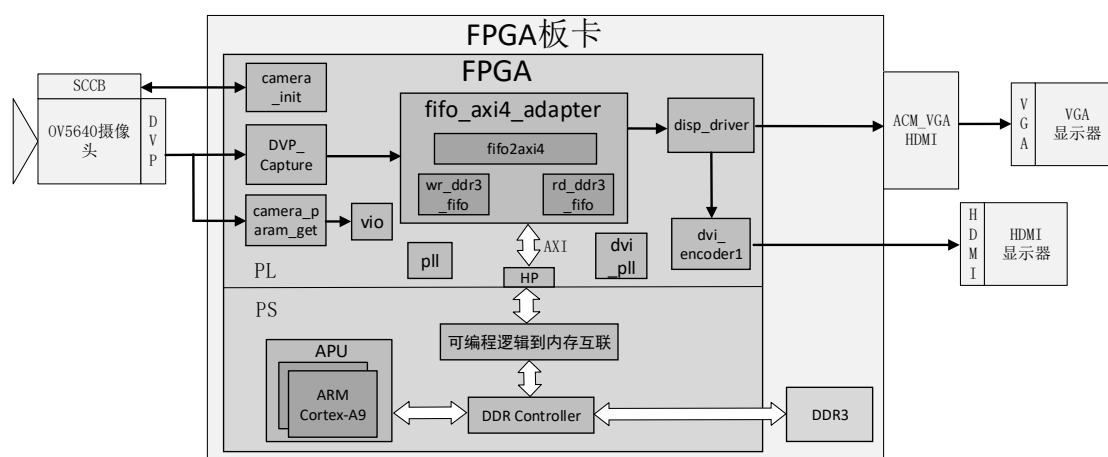 FPGA板卡
FPGA
SCCB
OV5640摄像
头
DVP
camera
_init
DVP_
Capture
camera_p
aram_get
vio
fifo_axi4_adapter
fifo2axi4
wr_ddr3
_fifo
rd_ddr3
_fifo
disp_driver
dvi_
encoder1
ACM_VGA
HDMI
VGA
VGA
显示器
HDMI
HDMI
显示器
pll
AXI
dvi
_pll
PL
HP
PS
可编程逻辑到内存互联
APU
ARM
Cortex-A9
DDR Controller
DDR3